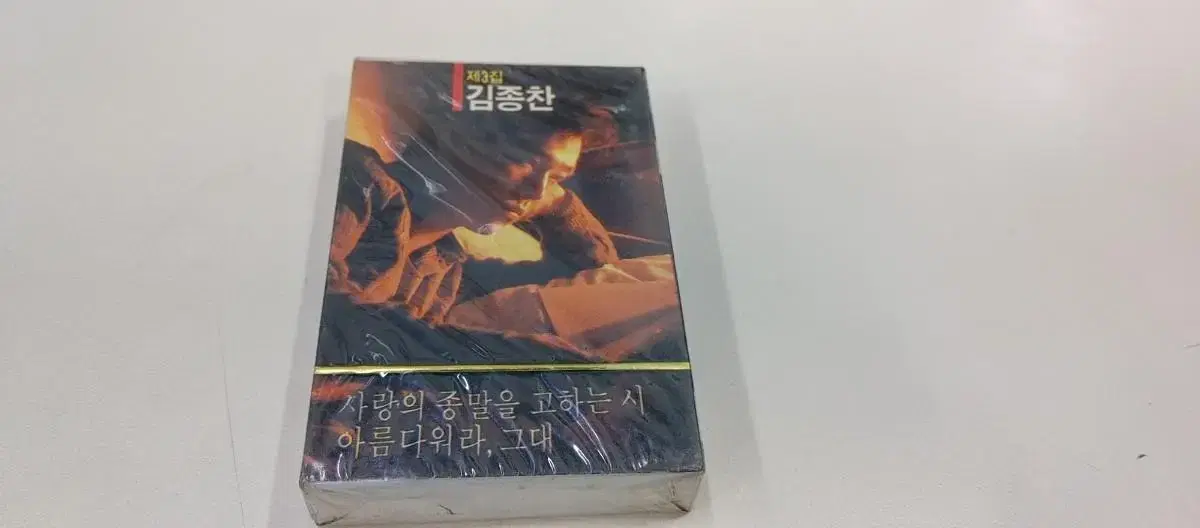 제3집
김종찬
사랑의 종말을 고하는 시
아름다워라, 그대